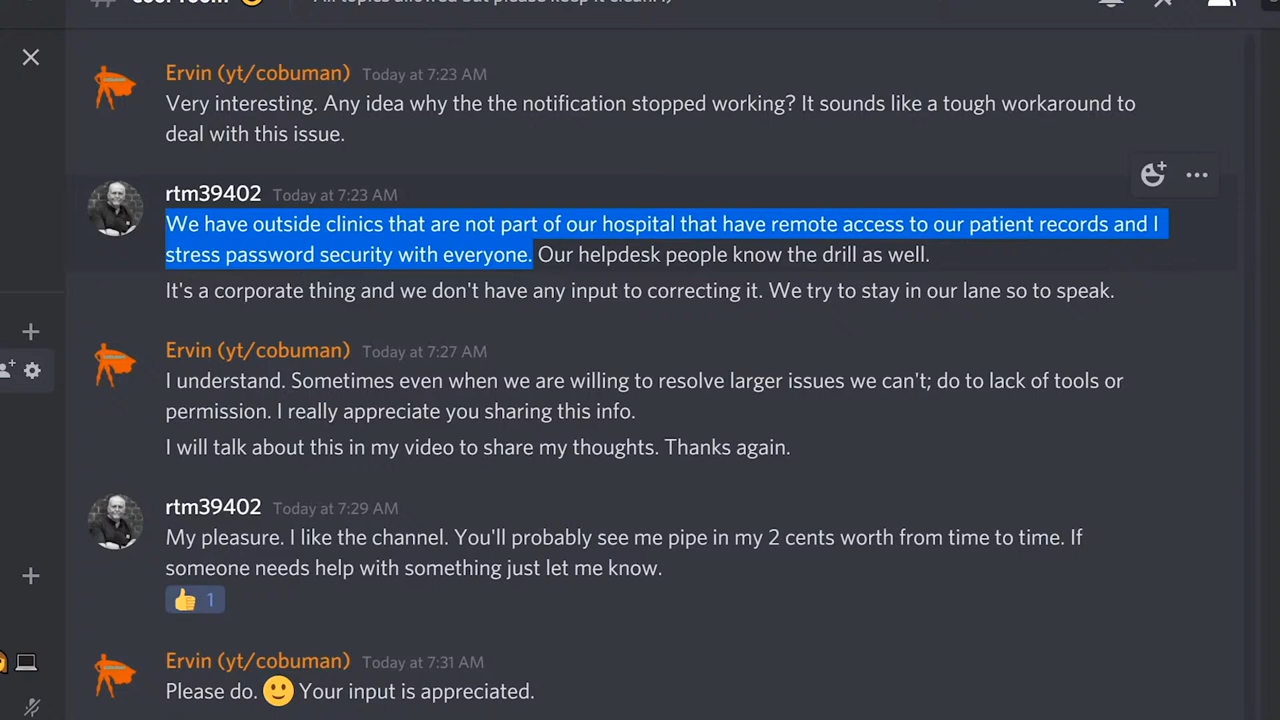 Ervin (yt/cobuman) Today at 7:23 AM
Very interesting. Any idea why the the notification stopped working? It sounds like a tough workaround to
deal with this issue.
rtm39402 Today at 7:23 AM
We have outside clinics that are not part of our hospital that have remote access to our patient records and I
stress password security with everyone. Our helpdesk people know the drill as well.
It's a corporate thing and we don't have any input to correcting it. We try to stay in our lane so to speak.
Ervin (yt/cobuman) Today at 7:27 AM
I understand. Sometimes even when we are willing to resolve larger issues we can't; do to lack of tools or
permission. I really appreciate you sharing this info.
I will talk about this in my video to share my thoughts. Thanks again.
rtm39402 Today at 7:29 AM
My pleasure. I like the channel. You'll probably see me pipe in my 2 cents worth from time to time. If
someone needs help with something just let me know.
👍 1
Ervin (yt/cobuman) Today at 7:31 AM
Please do. 🙂 Your input is appreciated.